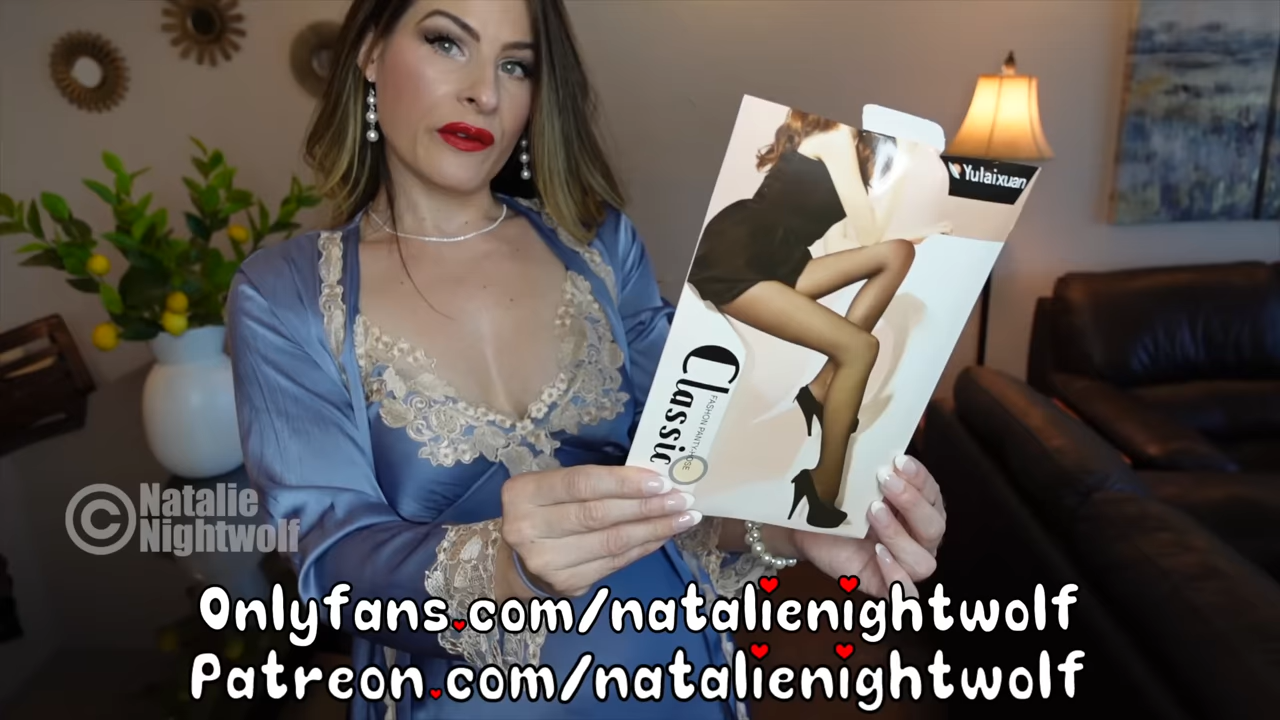 Yulaixuan
Classic
FASHION PANTYHOSE
© Natalie
Nightwolf
Onlyfans.com/natalienightwolf
Patreon.com/natalienightwolf